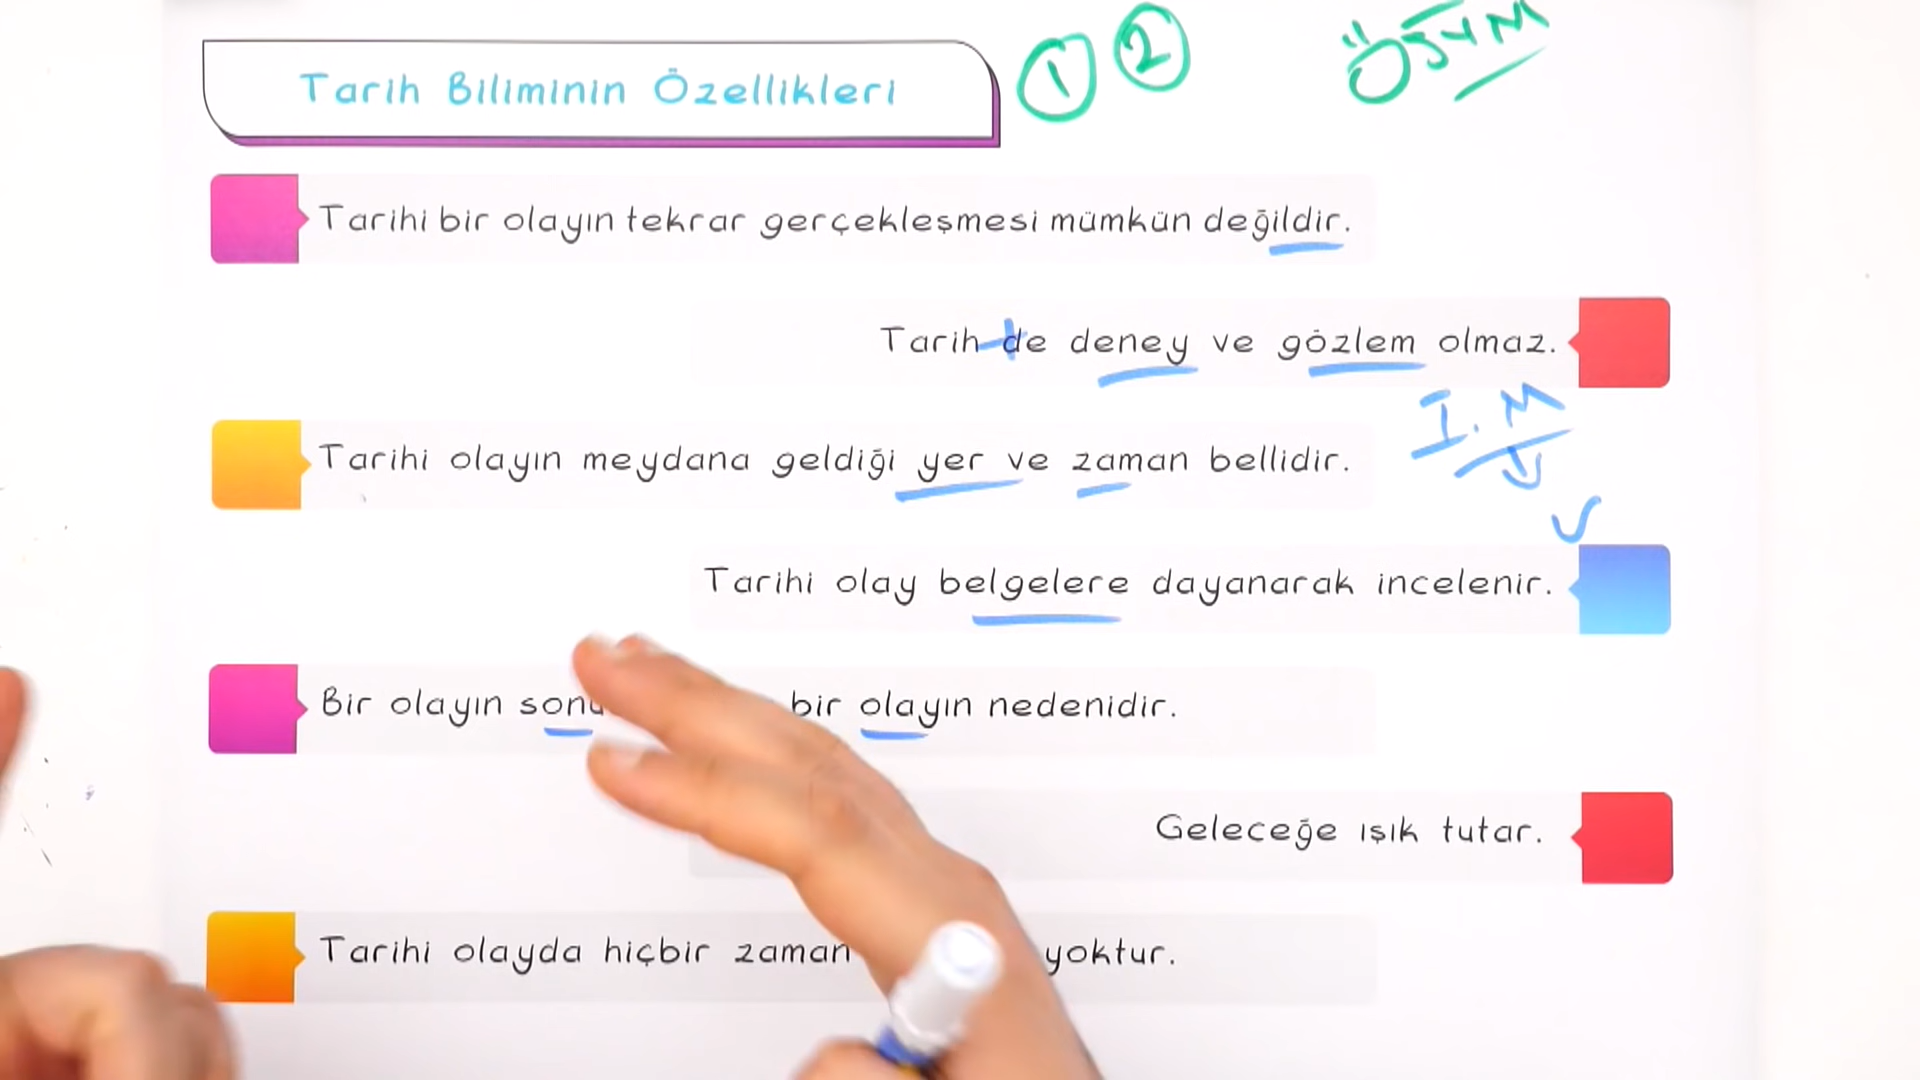 Tarih Biliminin Özellikleri
① ②
ÖSYM
Tarihi bir olayın tekrar gerçekleşmesi mümkün değildir.
Tarih de deney ve gözlem olmaz.
I. M
Tarihi olayın meydana geldiği yer ve zaman bellidir.
Tarihi olay belgelere dayanarak incelenir.
Bir olayın bir olayın nedenidir.
Geleceğe ışık tutar.
Tarihi olayda hiçbir zaman yoktur.